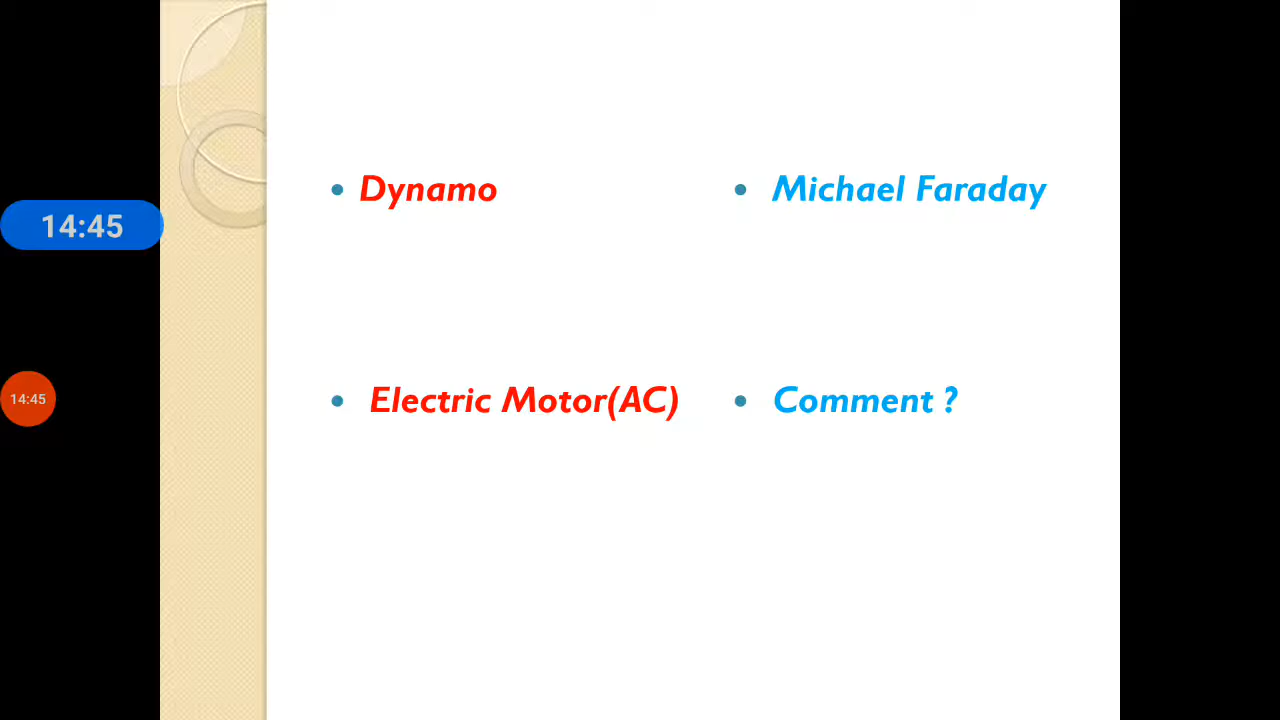 Dynamo
Michael Faraday
14:45
14:45
Electric Motor(AC)
Comment ?